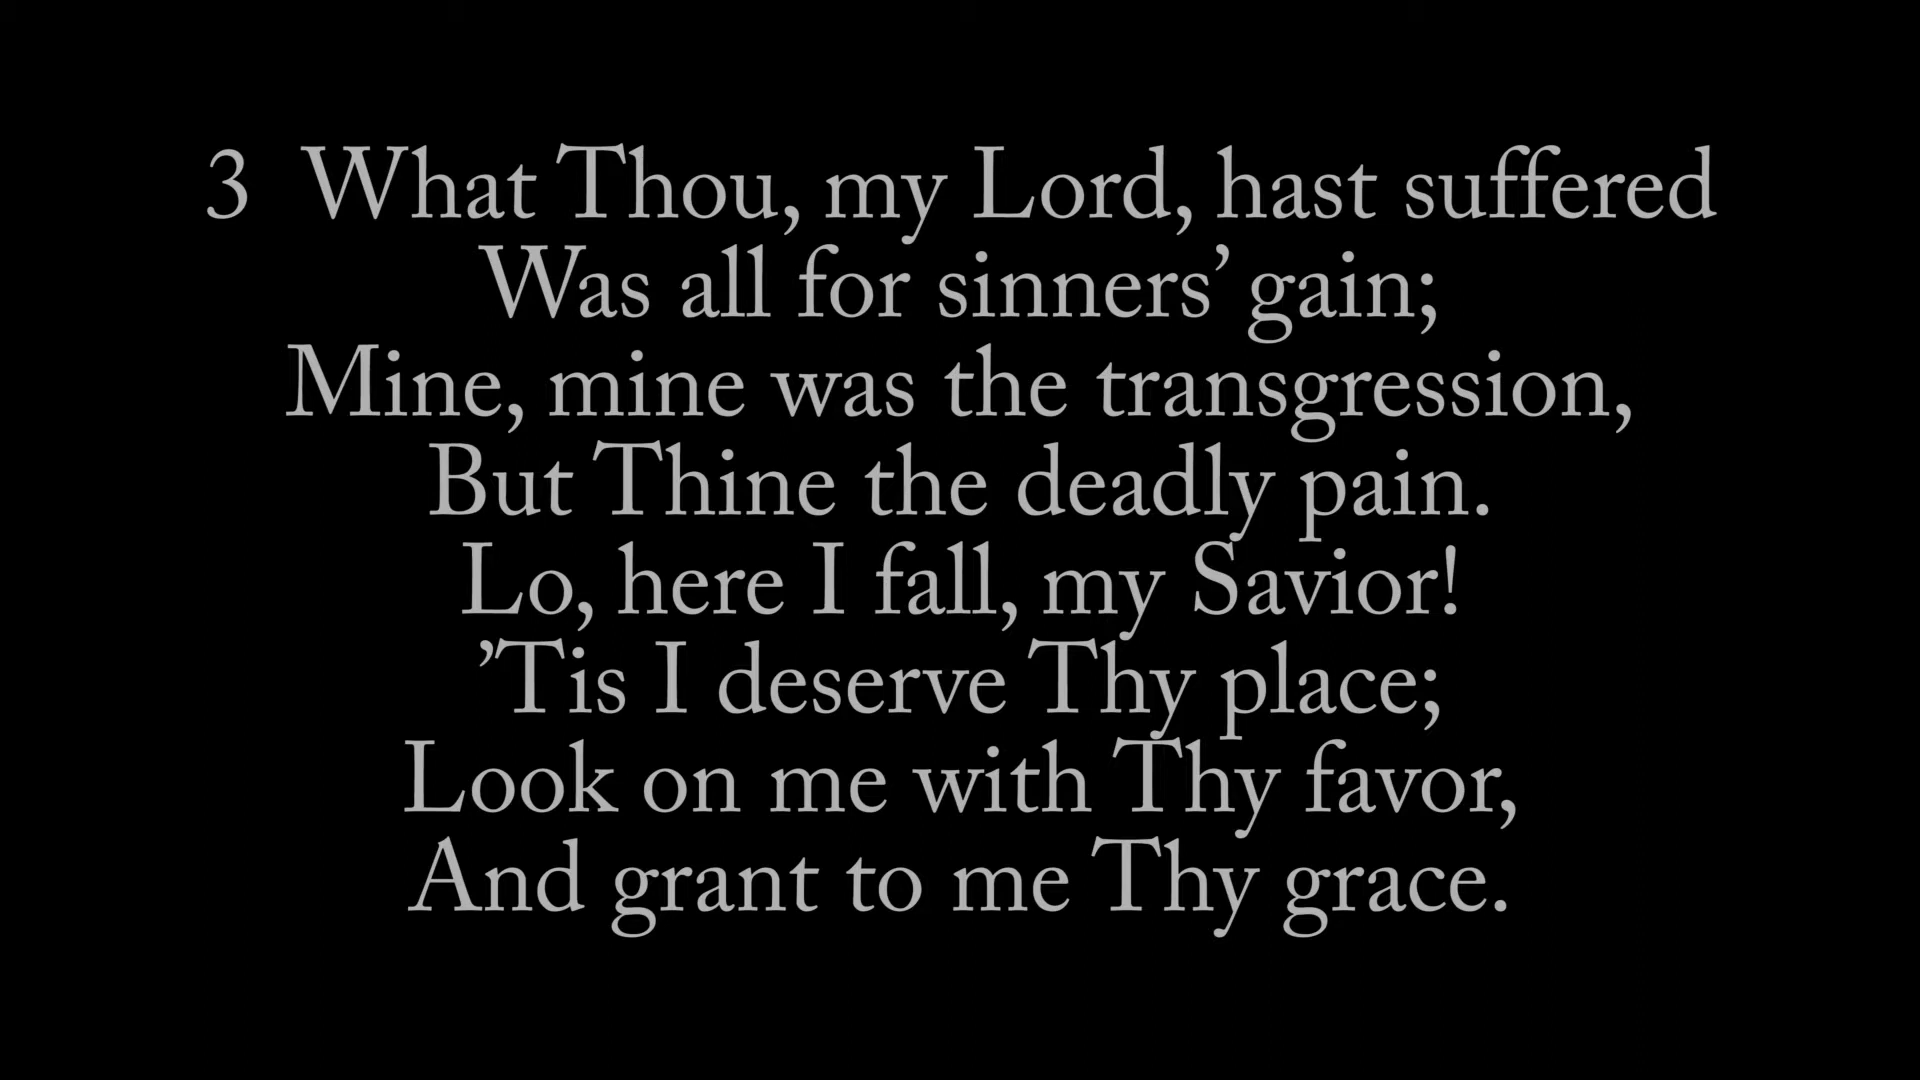 3 What Thou, my Lord, hast suffered
Was all for sinners’ gain;
Mine, mine was the transgression,
But Thine the deadly pain.
Lo, here I fall, my Savior!
’Tis I deserve Thy place;
Look on me with Thy favor,
And grant to me Thy grace.